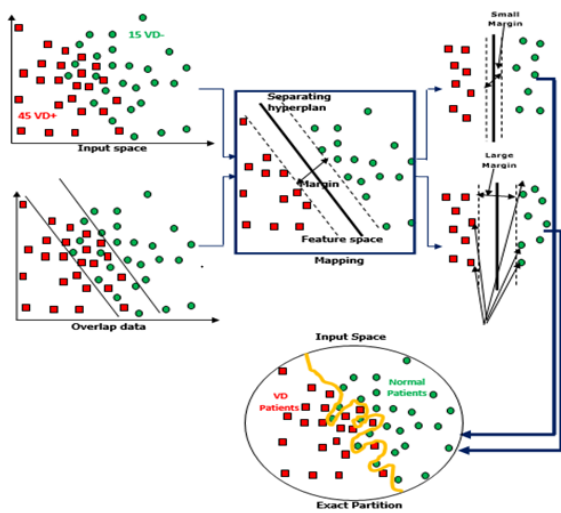 15 VD-
45 VD+
Input space
Overlap data
Separating
hyperplan
Margin
Feature space
Mapping
Small
Margin
Large
Margin
Input Space
VD
Patients
Normal
Patients
Exact Partition